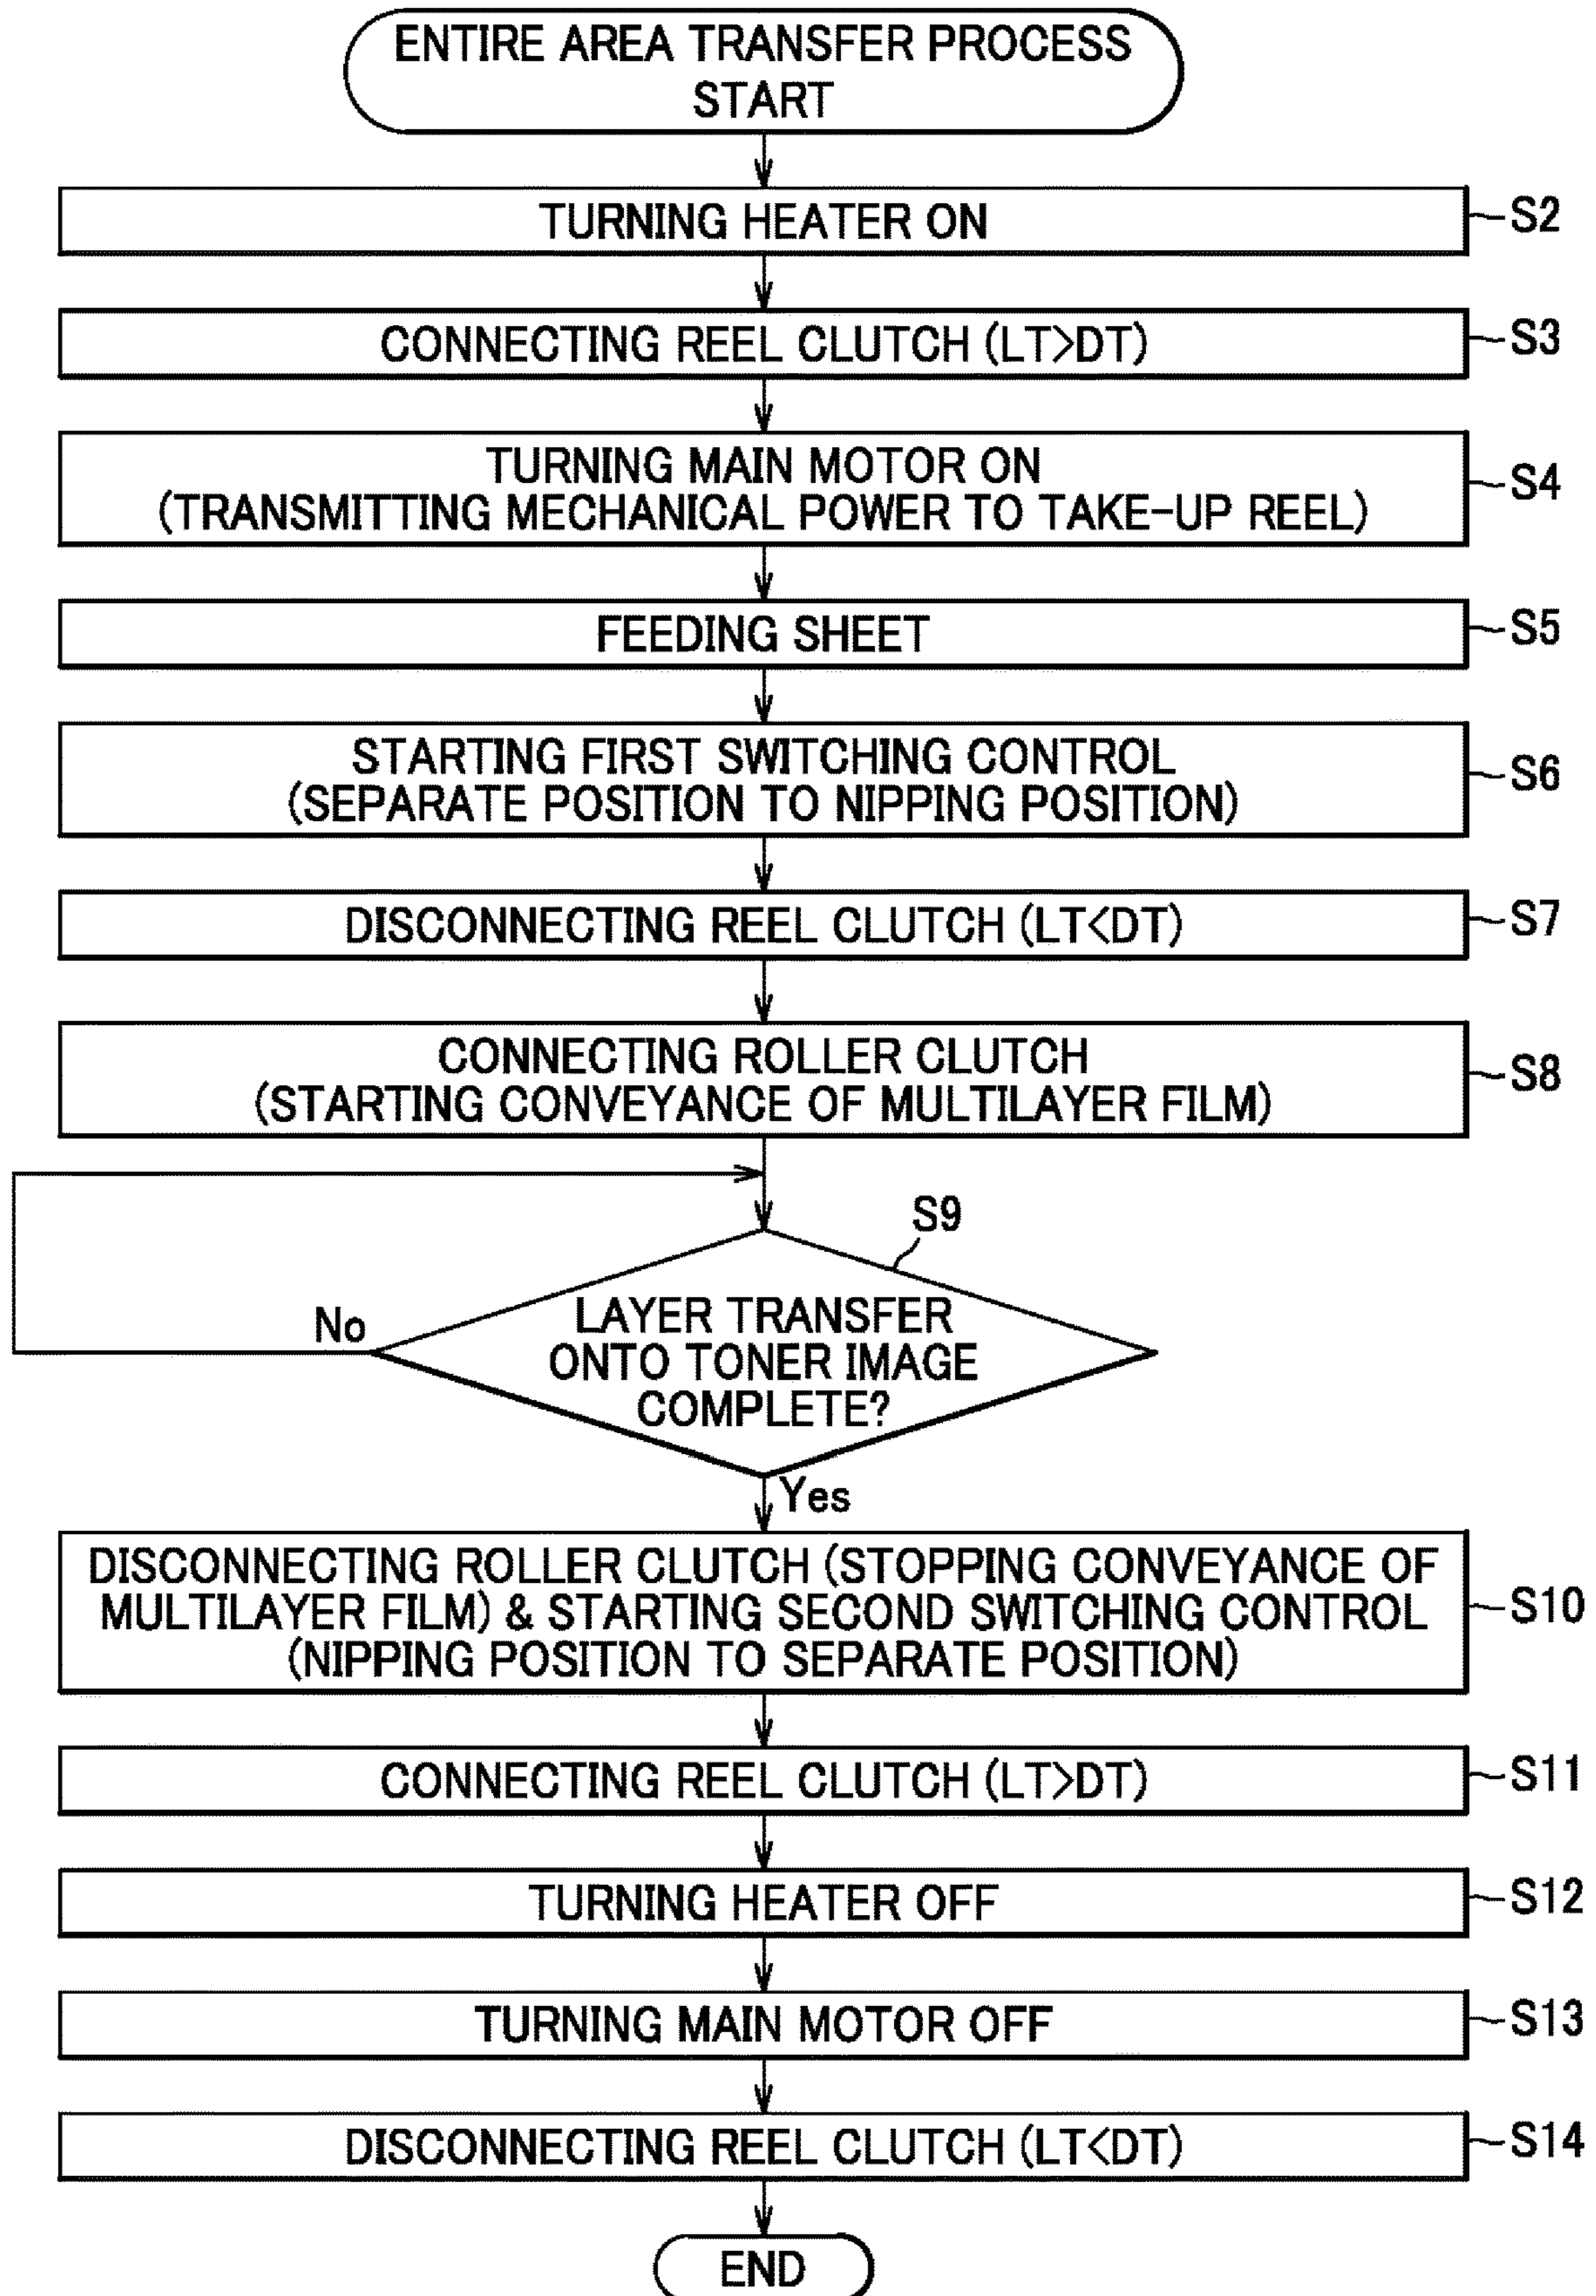 ENTIRE AREA TRANSFER PROCESS
START
TURNING HEATER ON
S2
CONNECTING REEL CLUTCH (LT>DT)
S3
TURNING MAIN MOTOR ON
(TRANSMITTING MECHANICAL POWER TO TAKE-UP REEL)
S4
FEEDING SHEET
S5
STARTING FIRST SWITCHING CONTROL
(SEPARATE POSITION TO NIPPING POSITION)
S6
DISCONNECTING REEL CLUTCH (LT<DT)
S7
CONNECTING ROLLER CLUTCH
(STARTING CONVEYANCE OF MULTILAYER FILM)
S8
S9
LAYER TRANSFER
ONTO TONER IMAGE
COMPLETE?
No
Yes
DISCONNECTING ROLLER CLUTCH (STOPPING CONVEYANCE OF
MULTILAYER FILM) & STARTING SECOND SWITCHING CONTROL
(NIPPING POSITION TO SEPARATE POSITION)
S10
CONNECTING REEL CLUTCH (LT>DT)
S11
TURNING HEATER OFF
S12
TURNING MAIN MOTOR OFF
S13
DISCONNECTING REEL CLUTCH (LT<DT)
S14
END